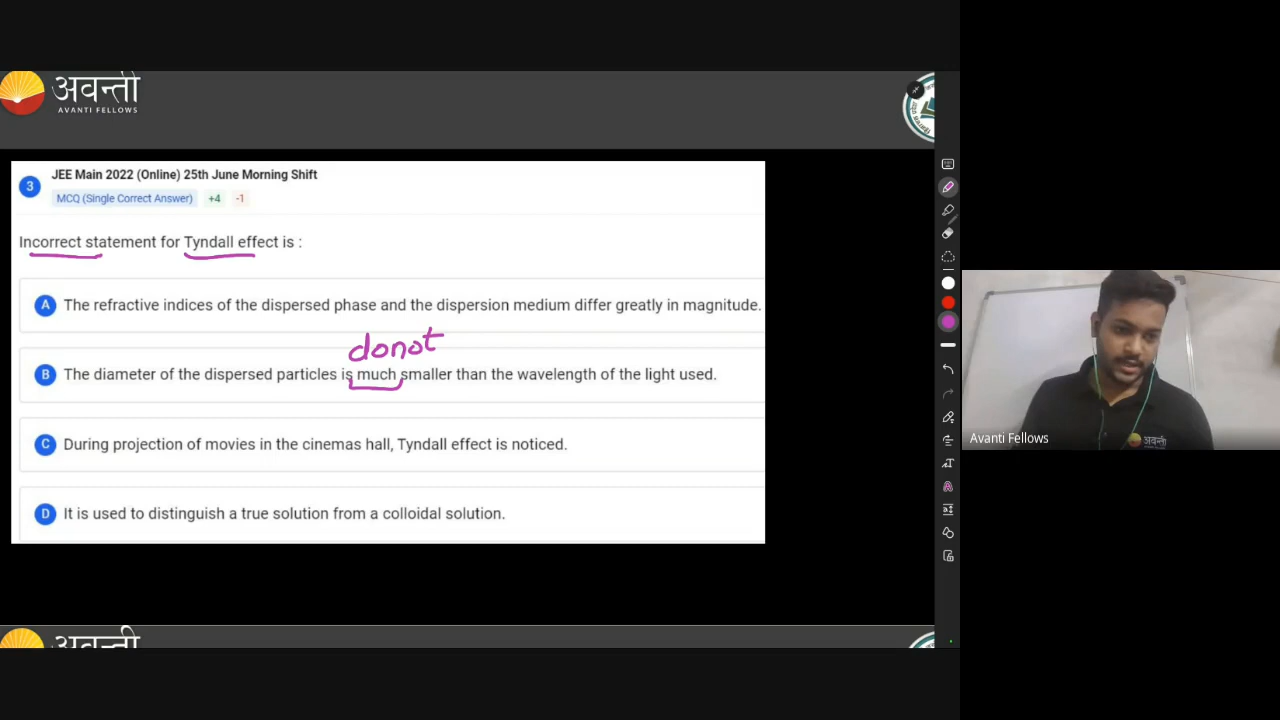 अवन्ती
AVANTI FELLOWS
3
JEE Main 2022 (Online) 25th June Morning Shift
MCQ (Single Correct Answer) +4 -1
Incorrect statement for Tyndall effect is :
A The refractive indices of the dispersed phase and the dispersion medium differ greatly in magnitude.
donot
B The diameter of the dispersed particles is much smaller than the wavelength of the light used.
C During projection of movies in the cinemas hall, Tyndall effect is noticed.
D It is used to distinguish a true solution from a colloidal solution.
Avanti Fellows
अवन्ती
अवन्ती